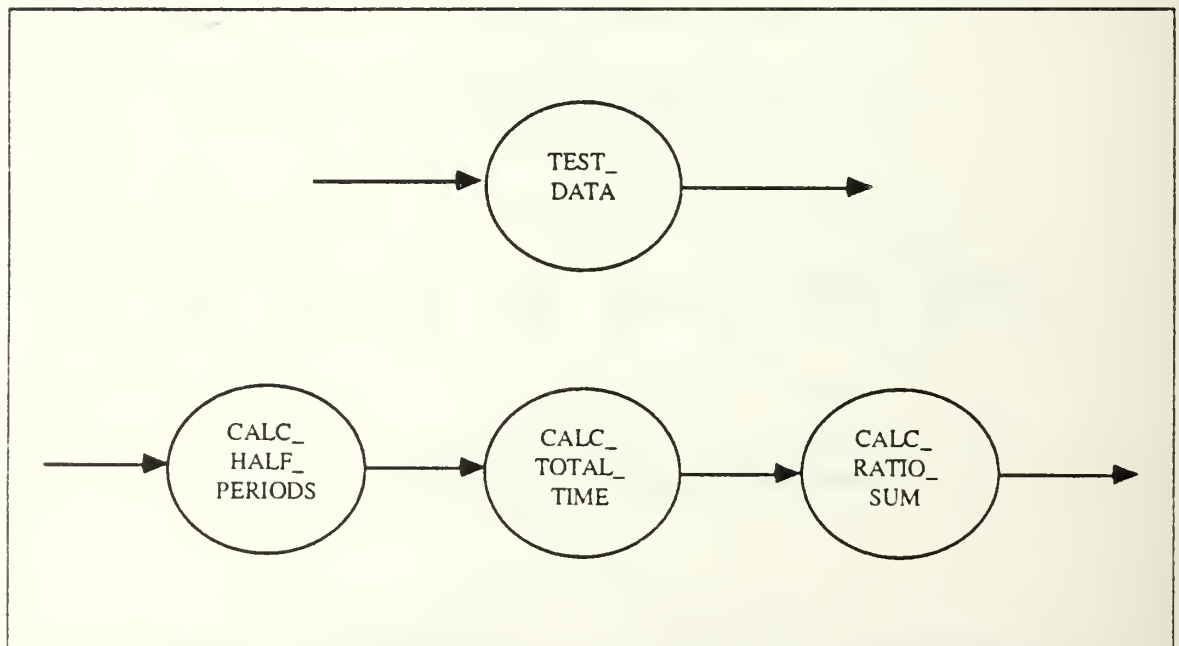 TEST_
DATA
CALC_
HALF_
PERIODS
CALC_
TOTAL_
TIME
CALC_
RATIO_
SUM